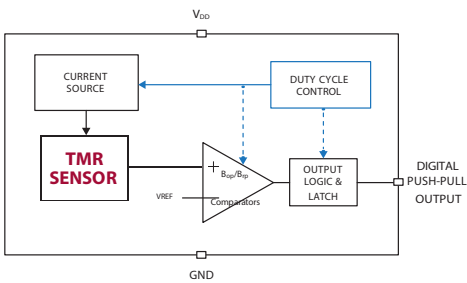 VDD
CURRENT
SOURCE
DUTY CYCLE
CONTROL
TMR
SENSOR
+
Bop/Brp
VREF
Comparators
OUTPUT
LOGIC &
LATCH
DIGITAL
PUSH-PULL
OUTPUT
GND